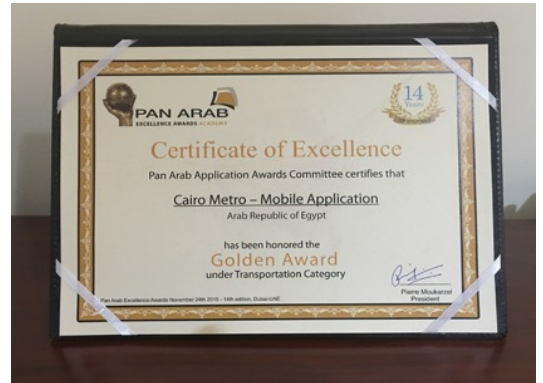 PAN ARAB
EXCELLENCE AWARDS ACADEMY
14
Years
Certificate of Excellence
Pan Arab Application Awards Committee certifies that
Cairo Metro – Mobile Application
Arab Republic of Egypt
has been honored the
Golden Award
under Transportation Category
Pierre Moukarzel
President
Pan Arab Excellence Awards November 24th 2015 - 14th edition, Dubai-UAE